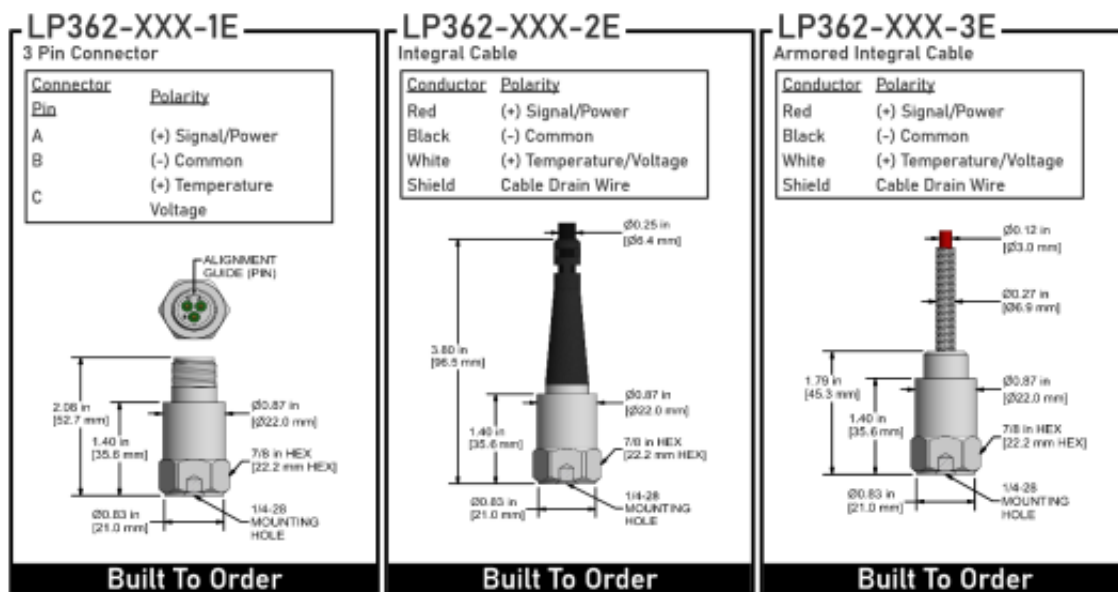 LP362-XXX-1E
3 Pin Connector
Connector
Pin
Polarity
A (+) Signal/Power
B (-) Common
C (+) Temperature
Voltage
ALIGNMENT
GUIDE (PIN)
2.08 in
[52.7 mm]
1.40 in
[35.6 mm]
Ø0.87 in
[Ø22.0 mm]
7/8 in HEX
[22.2 mm HEX]
Ø0.83 in
[21.0 mm]
1/4-28
MOUNTING
HOLE
Built To Order
LP362-XXX-2E
Integral Cable
Conductor Polarity
Red (+) Signal/Power
Black (-) Common
White (+) Temperature/Voltage
Shield Cable Drain Wire
Ø0.25 in
[Ø6.4 mm]
3.80 in
[96.5 mm]
Ø0.87 in
[Ø22.0 mm]
1.40 in
[35.6 mm]
7/8 in HEX
[22.2 mm HEX]
Ø0.83 in
[21.0 mm]
1/4-28
MOUNTING
HOLE
Built To Order
LP362-XXX-3E
Armored Integral Cable
Conductor Polarity
Red (+) Signal/Power
Black (-) Common
White (+) Temperature/Voltage
Shield Cable Drain Wire
Ø0.12 in
[Ø3.0 mm]
Ø0.27 in
[Ø6.9 mm]
1.79 in
[45.3 mm]
1.40 in
[35.6 mm]
Ø0.87 in
[Ø22.0 mm]
7/8 in HEX
[22.2 mm HEX]
Ø0.83 in
[21.0 mm]
1/4-28
MOUNTING
HOLE
Built To Order